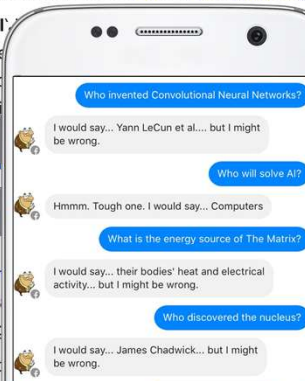 Who invented Convolutional Neural Networks?
I would say... Yann LeCun et al.... but I might
be wrong.
Who will solve AI?
Hmmm. Tough one. I would say... Computers
What is the energy source of The Matrix?
I would say... their bodies' heat and electrical
activity... but I might be wrong.
Who discovered the nucleus?
I would say... James Chadwick... but I might
be wrong.